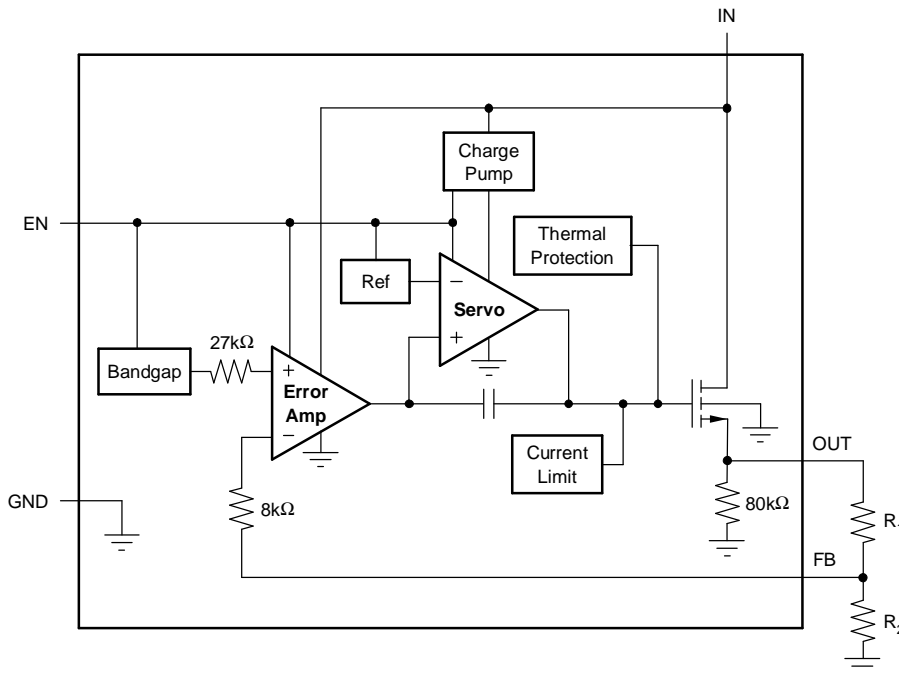 IN
Charge
Pump
EN
Thermal
Protection
Ref
−
Servo
+
27kΩ
Bandgap
+
Error
Amp
−
Current
Limit
OUT
GND
8kΩ
80kΩ
FB
R
R2